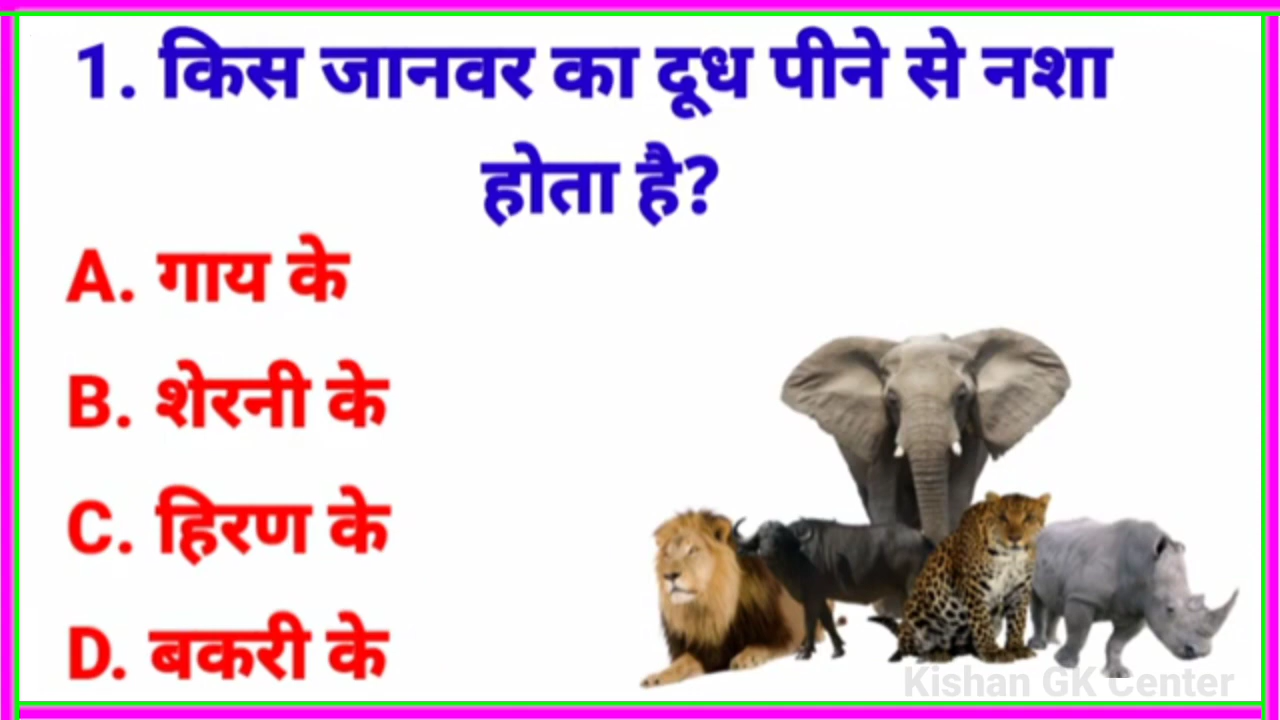 1. किस जानवर का दूध पीने से नशा
होता है?
A. गाय के
B. शेरनी के
C. हिरण के
D. बकरी के
Kishan GK Center